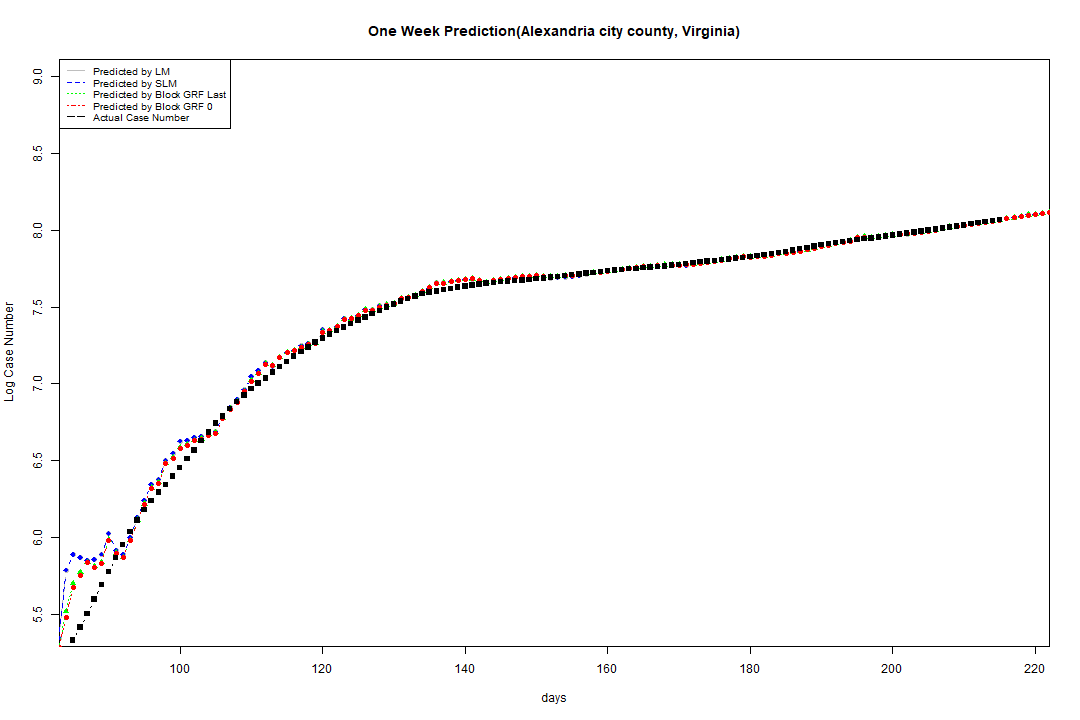 One Week Prediction(Alexandria city county, Virginia)
Predicted by LM
Predicted by SLM
Predicted by Block GRF Last
Predicted by Block GRF 0
Actual Case Number
9.0
8.5
8.0
7.5
7.0
6.5
6.0
5.5
Log Case Number
100 120 140 160 180 200 220
days